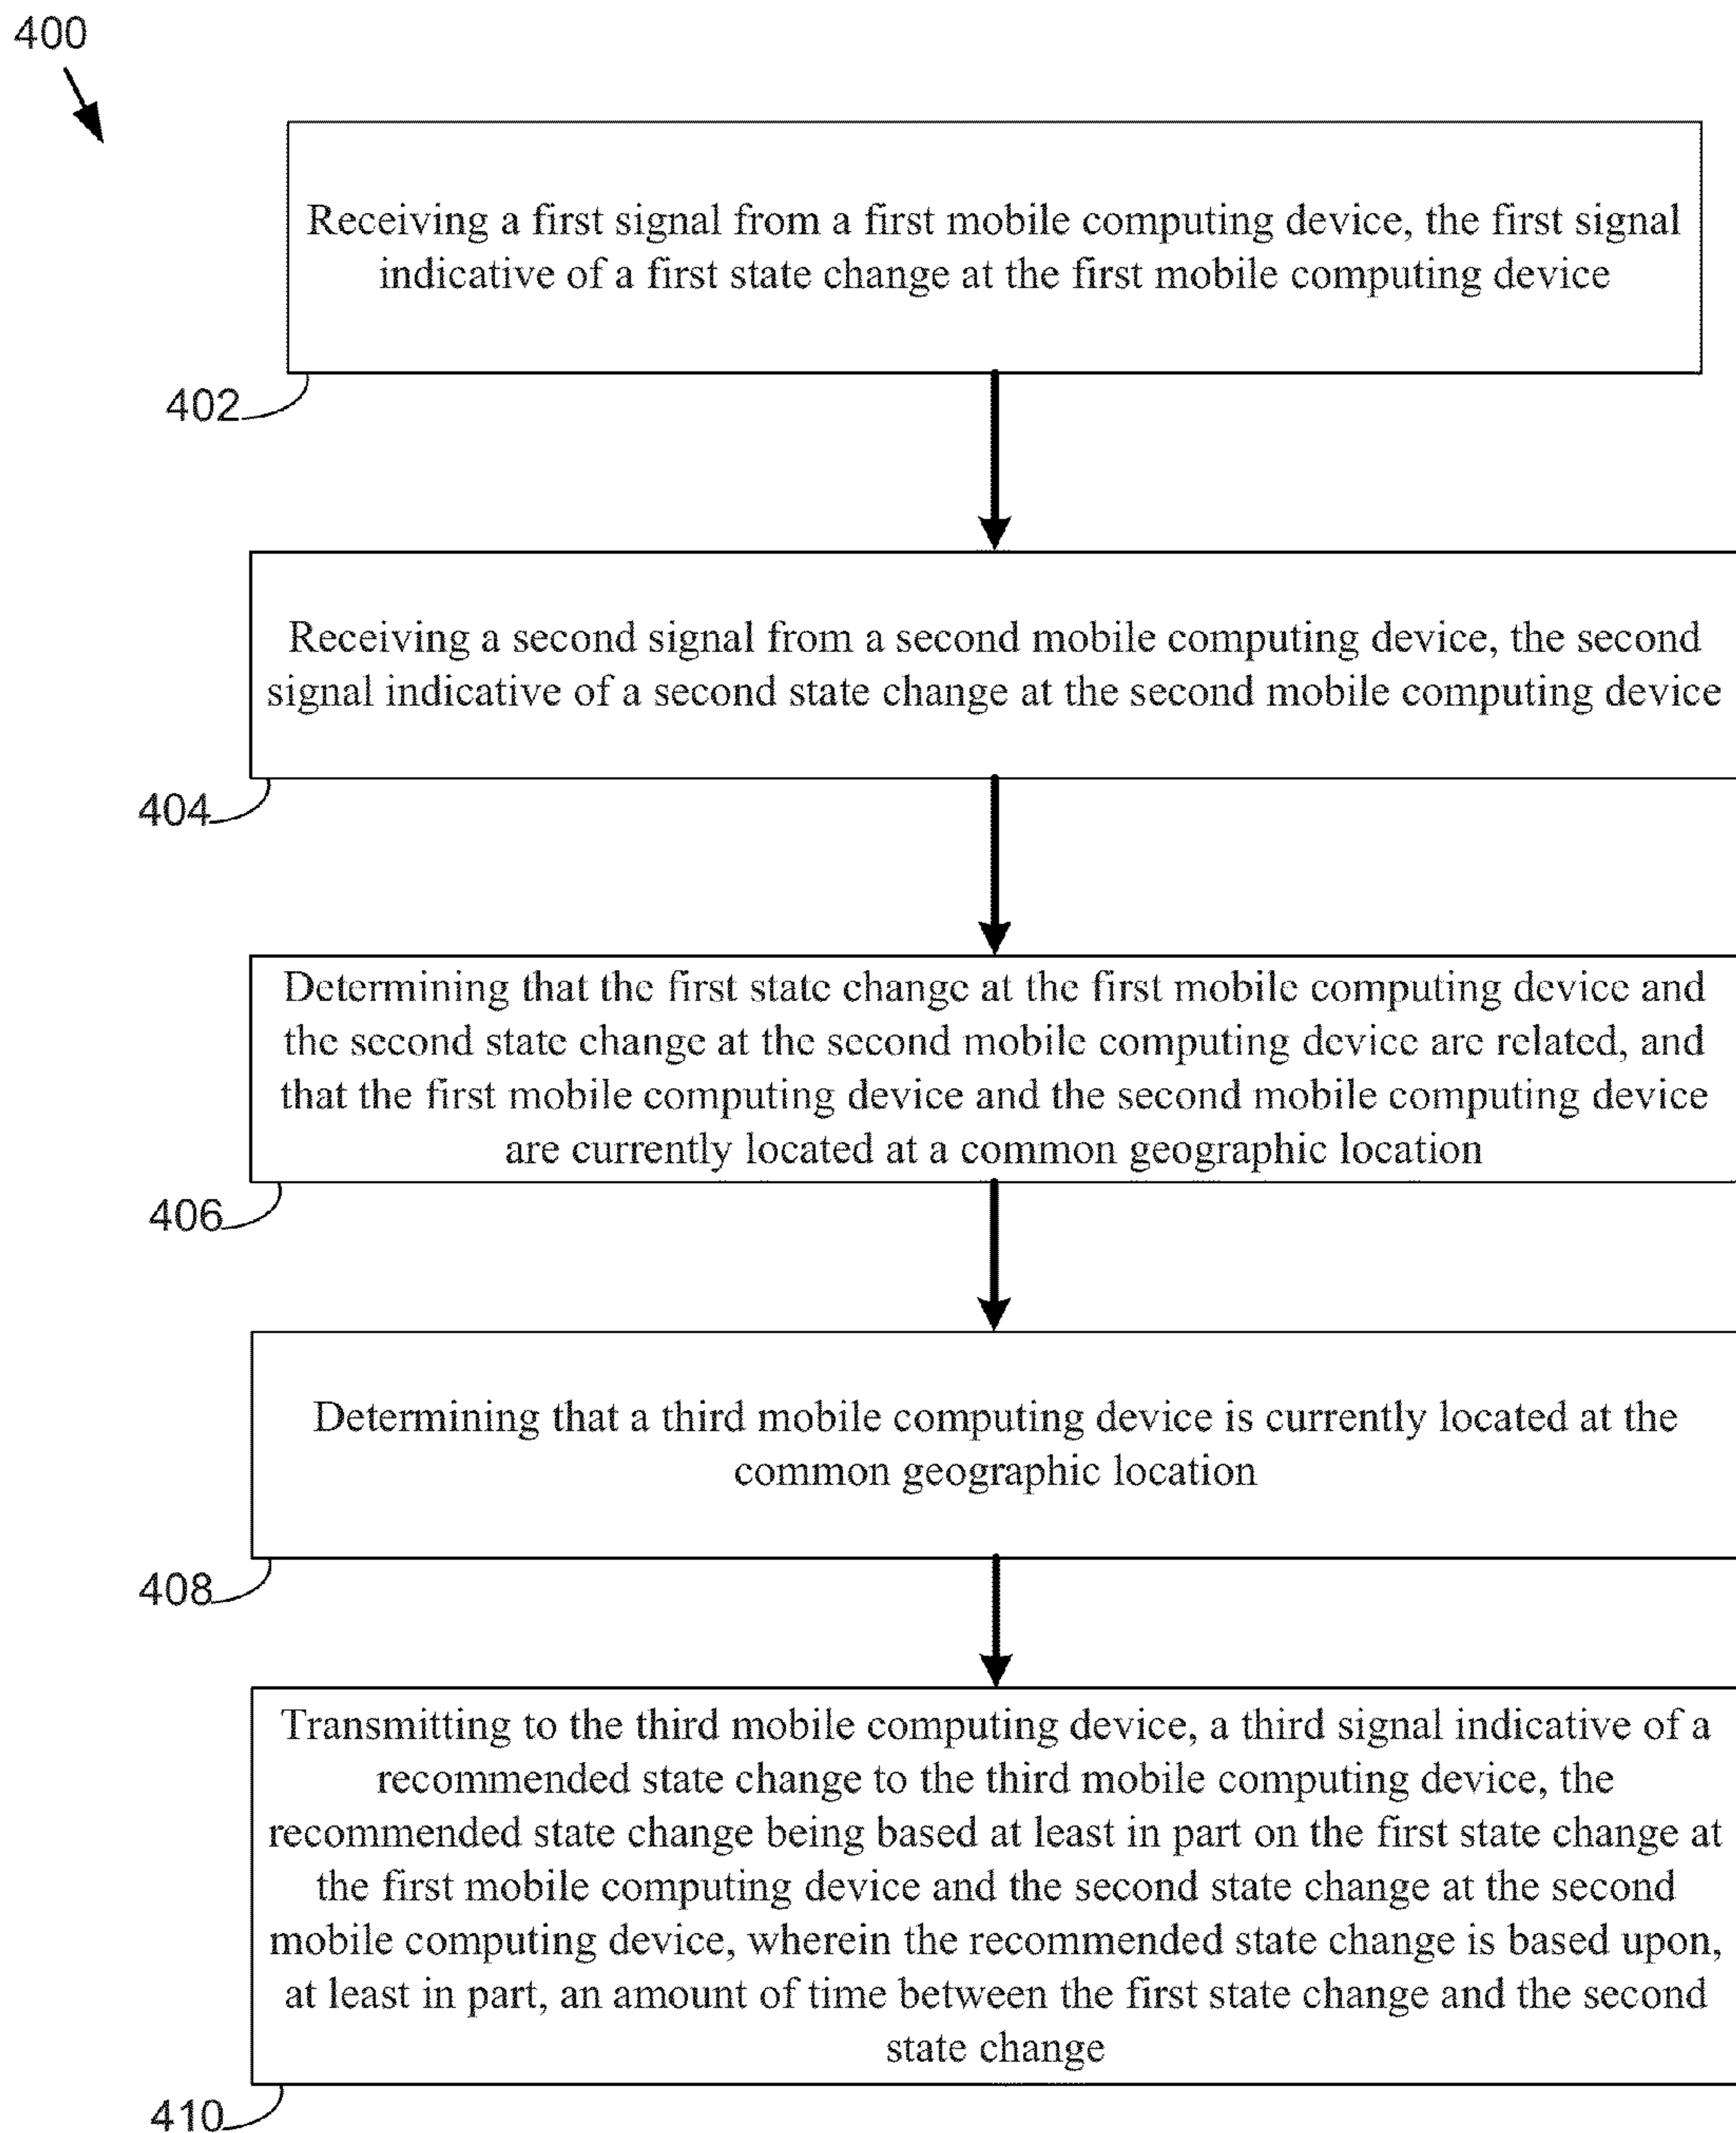 400
Receiving a first signal from a first mobile computing device, the first signal
indicative of a first state change at the first mobile computing device
402
Receiving a second signal from a second mobile computing device, the second
signal indicative of a second state change at the second mobile computing device
404
Determining that the first state change at the first mobile computing device and
the second state change at the second mobile computing device are related, and
that the first mobile computing device and the second mobile computing device
are currently located at a common geographic location
406
Determining that a third mobile computing device is currently located at the
common geographic location
408
Transmitting to the third mobile computing device, a third signal indicative of a
recommended state change to the third mobile computing device, the
recommended state change being based at least in part on the first state change at
the first mobile computing device and the second state change at the second
mobile computing device, wherein the recommended state change is based upon,
at least in part, an amount of time between the first state change and the second
state change
410